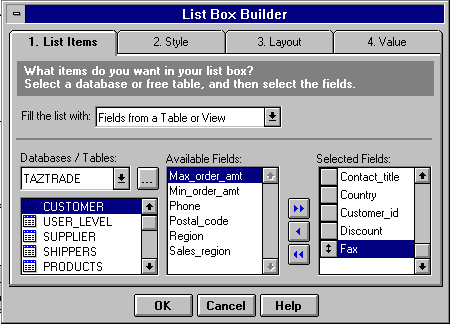 List Box Builder
1. List Items
2. Style
3. Layout
4. Value
What items do you want in your list box?
Select a database or free table, and then select the fields.
Fill the list with:
Fields from a Table or View
Databases / Tables:
TAZTRADE
...
CUSTOMER
USER_LEVEL
SUPPLIER
SHIPPERS
PRODUCTS
Available Fields:
Max_order_amt
Min_order_amt
Phone
Postal_code
Region
Sales_region
Selected Fields:
Contact_title
Country
Customer_id
Discount
Fax
OK
Cancel
Help